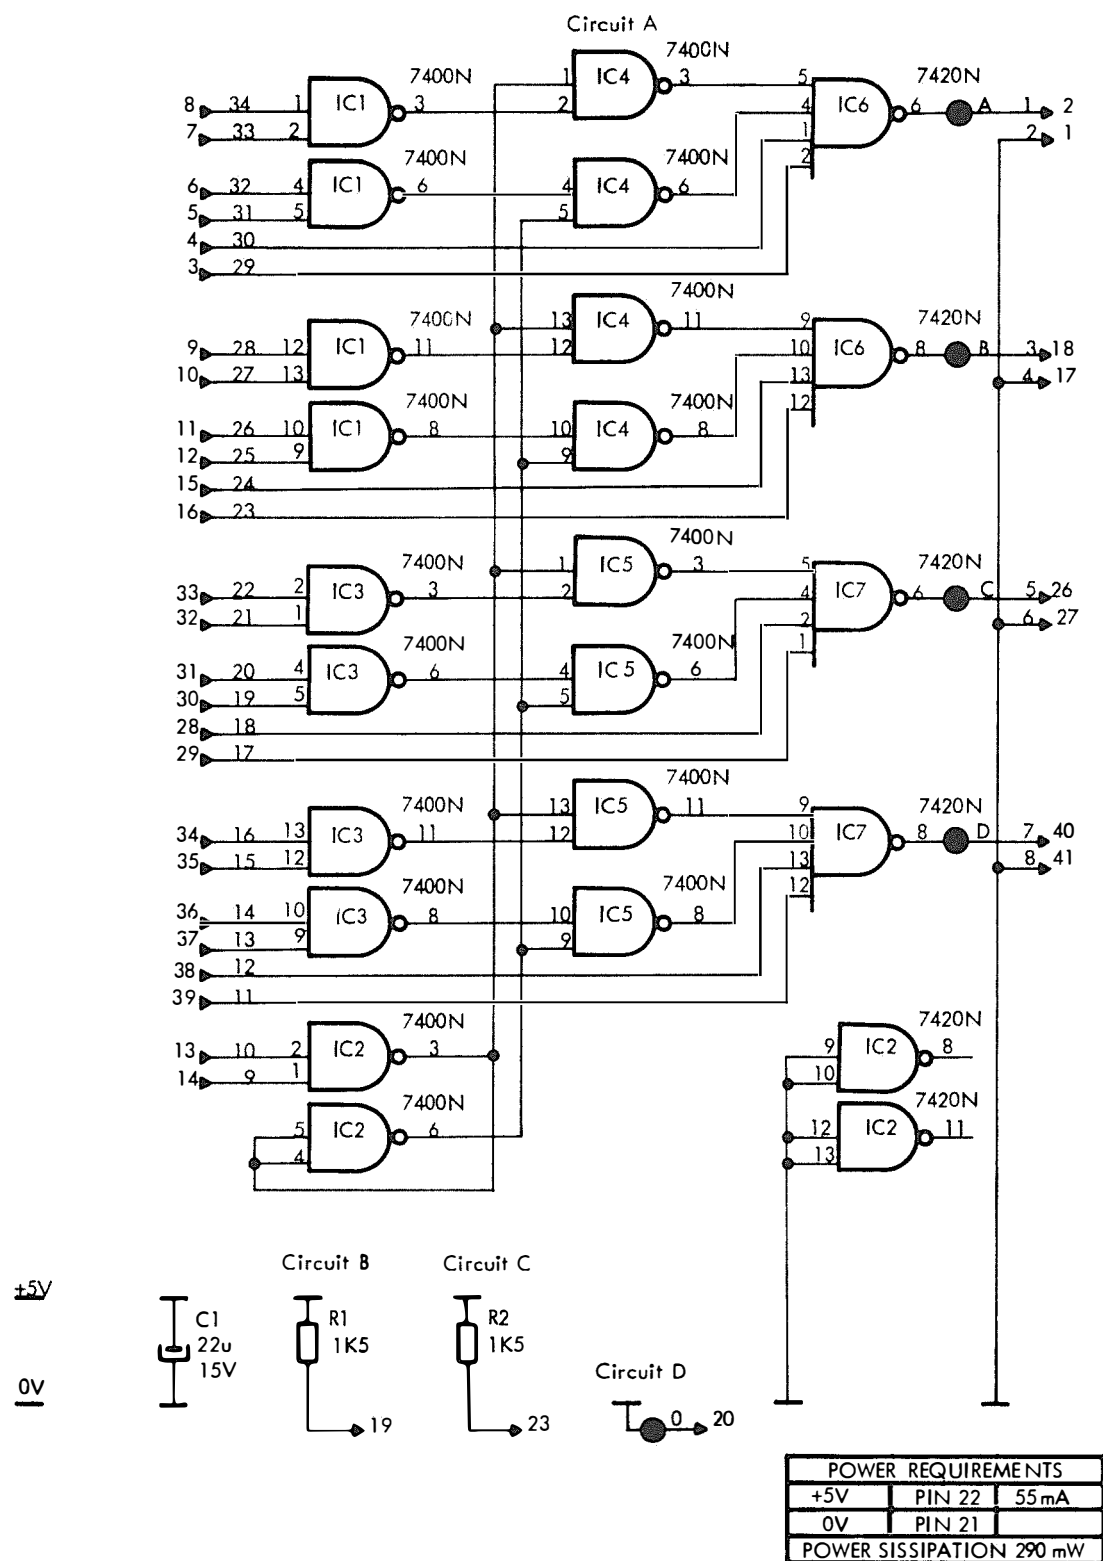 Circuit A
7400N 7400N 7420N
8 34 1 IC1 3 1 2 IC4 3 5 4 1 2 IC6 6 A 1 2
7 33 2 2 1
7400N 7400N
6 32 4 IC1 6 4 IC4 6
5 31 5 5
4 30
3 29
7400N 7400N 7420N
9 28 12 IC1 11 13 12 IC4 11 9 10 13 12 IC6 8 B 3 18
10 27 13 4 17
7400N 7400N
11 26 10 IC1 8 10 IC4 8
12 25 9 9
15 24
16 23
7400N 7400N 7420N
33 22 2 IC3 3 1 2 IC5 3 5 4 2 1 IC7 6 C 5 26
32 21 1 6 27
7400N 7400N
31 20 4 IC3 6 4 IC5 6
30 19 5 5
28 18
29 17
7400N 7400N 7420N
34 16 13 IC3 11 13 12 IC5 11 9 10 13 12 IC7 8 D 7 40
35 15 12 8 41
7400N 7400N
36 14 10 IC3 8 10 IC5 8
37 13 9 9
38 12
39 11
7400N 7420N
13 10 2 IC2 3 9 IC2 8
14 9 1 10
7400N 7420N
5 IC2 6 12 IC2 11
4 13
Circuit B Circuit C
+5V
C1 R1 R2
22u 1K5 1K5
15V
Circuit D
0V
19 23 0 20
POWER REQUIREMENTS
+5V PIN 22 55mA
0V PIN 21
POWER SISSIPATION 290 mW